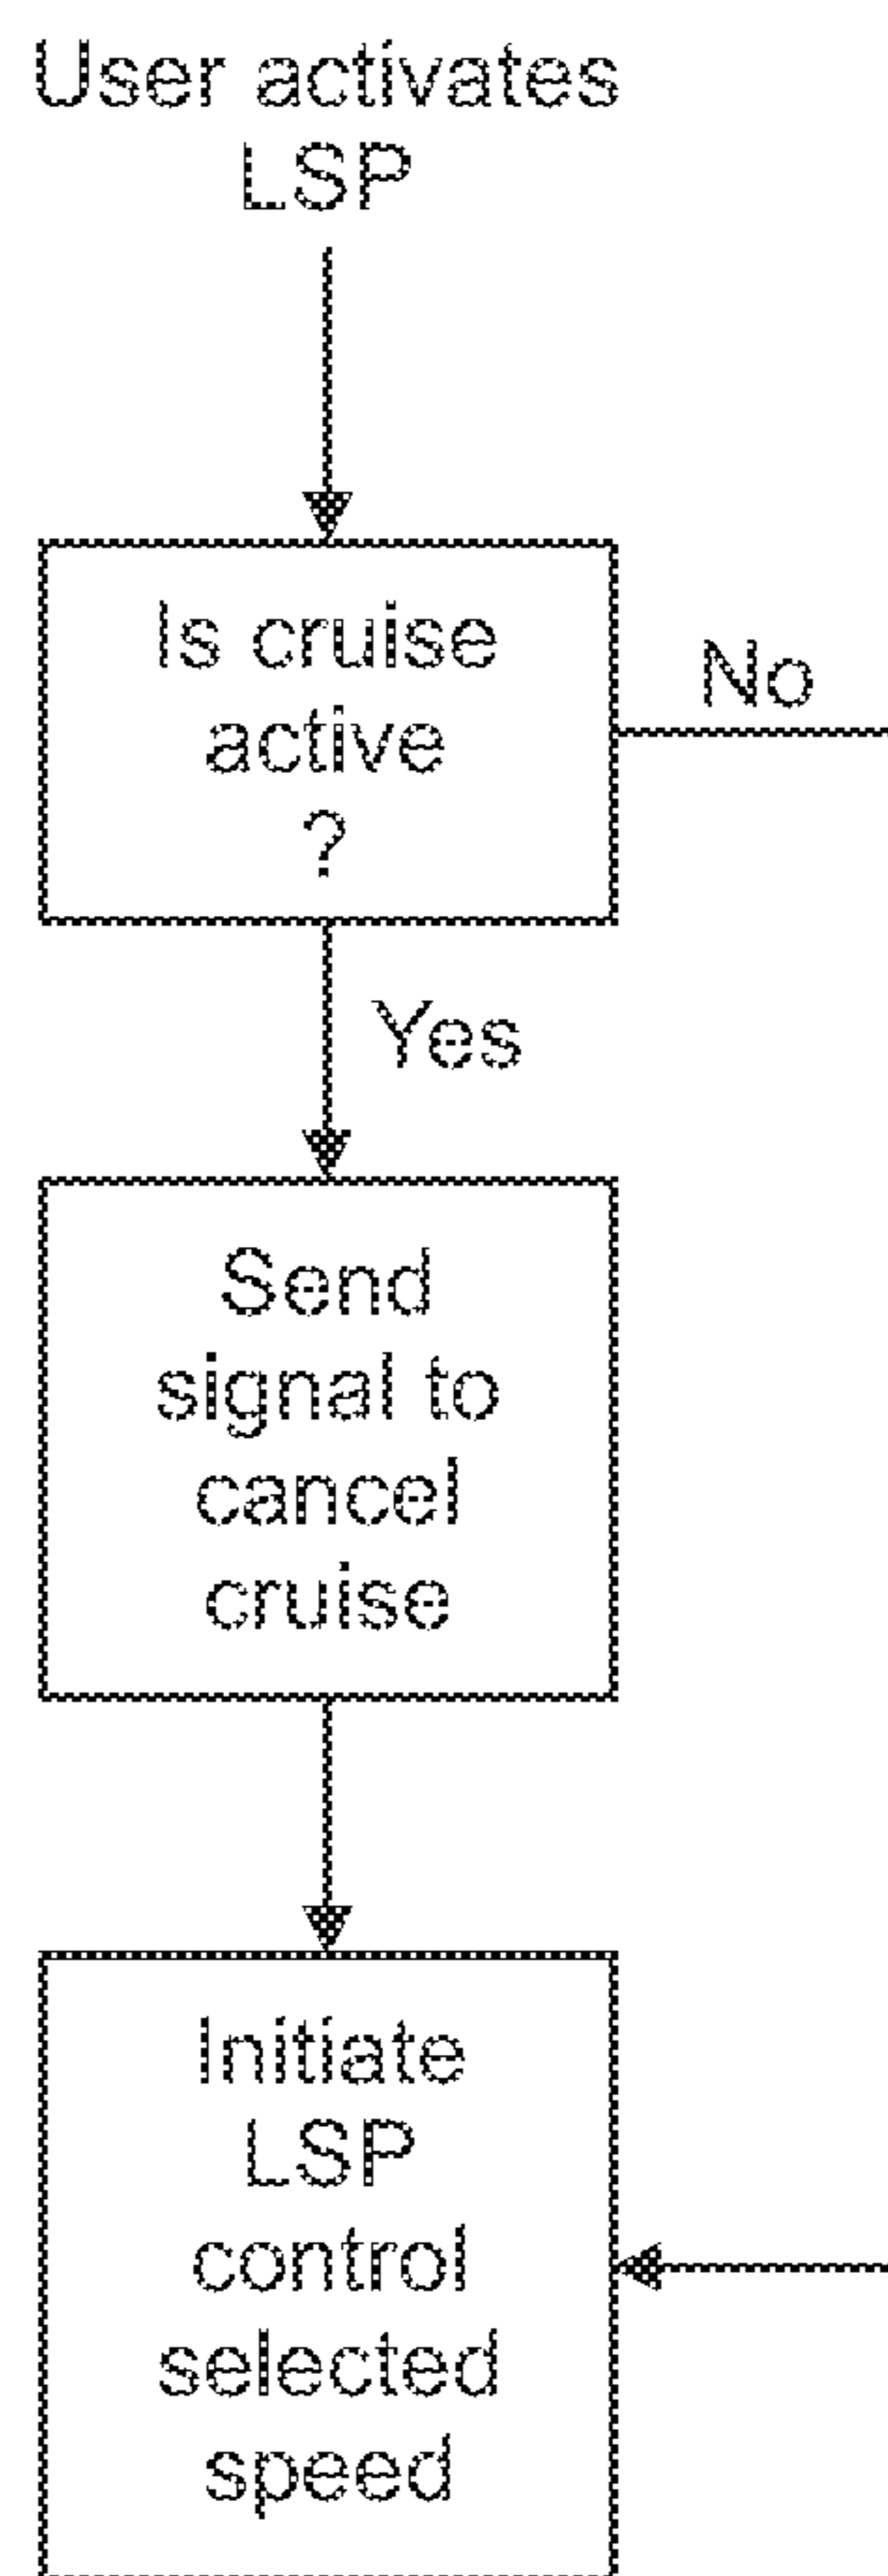 User activates
LSP
Is cruise
active
?
No
Yes
Send
signal to
cancel
cruise
Initiate
LSP
control
selected
speed